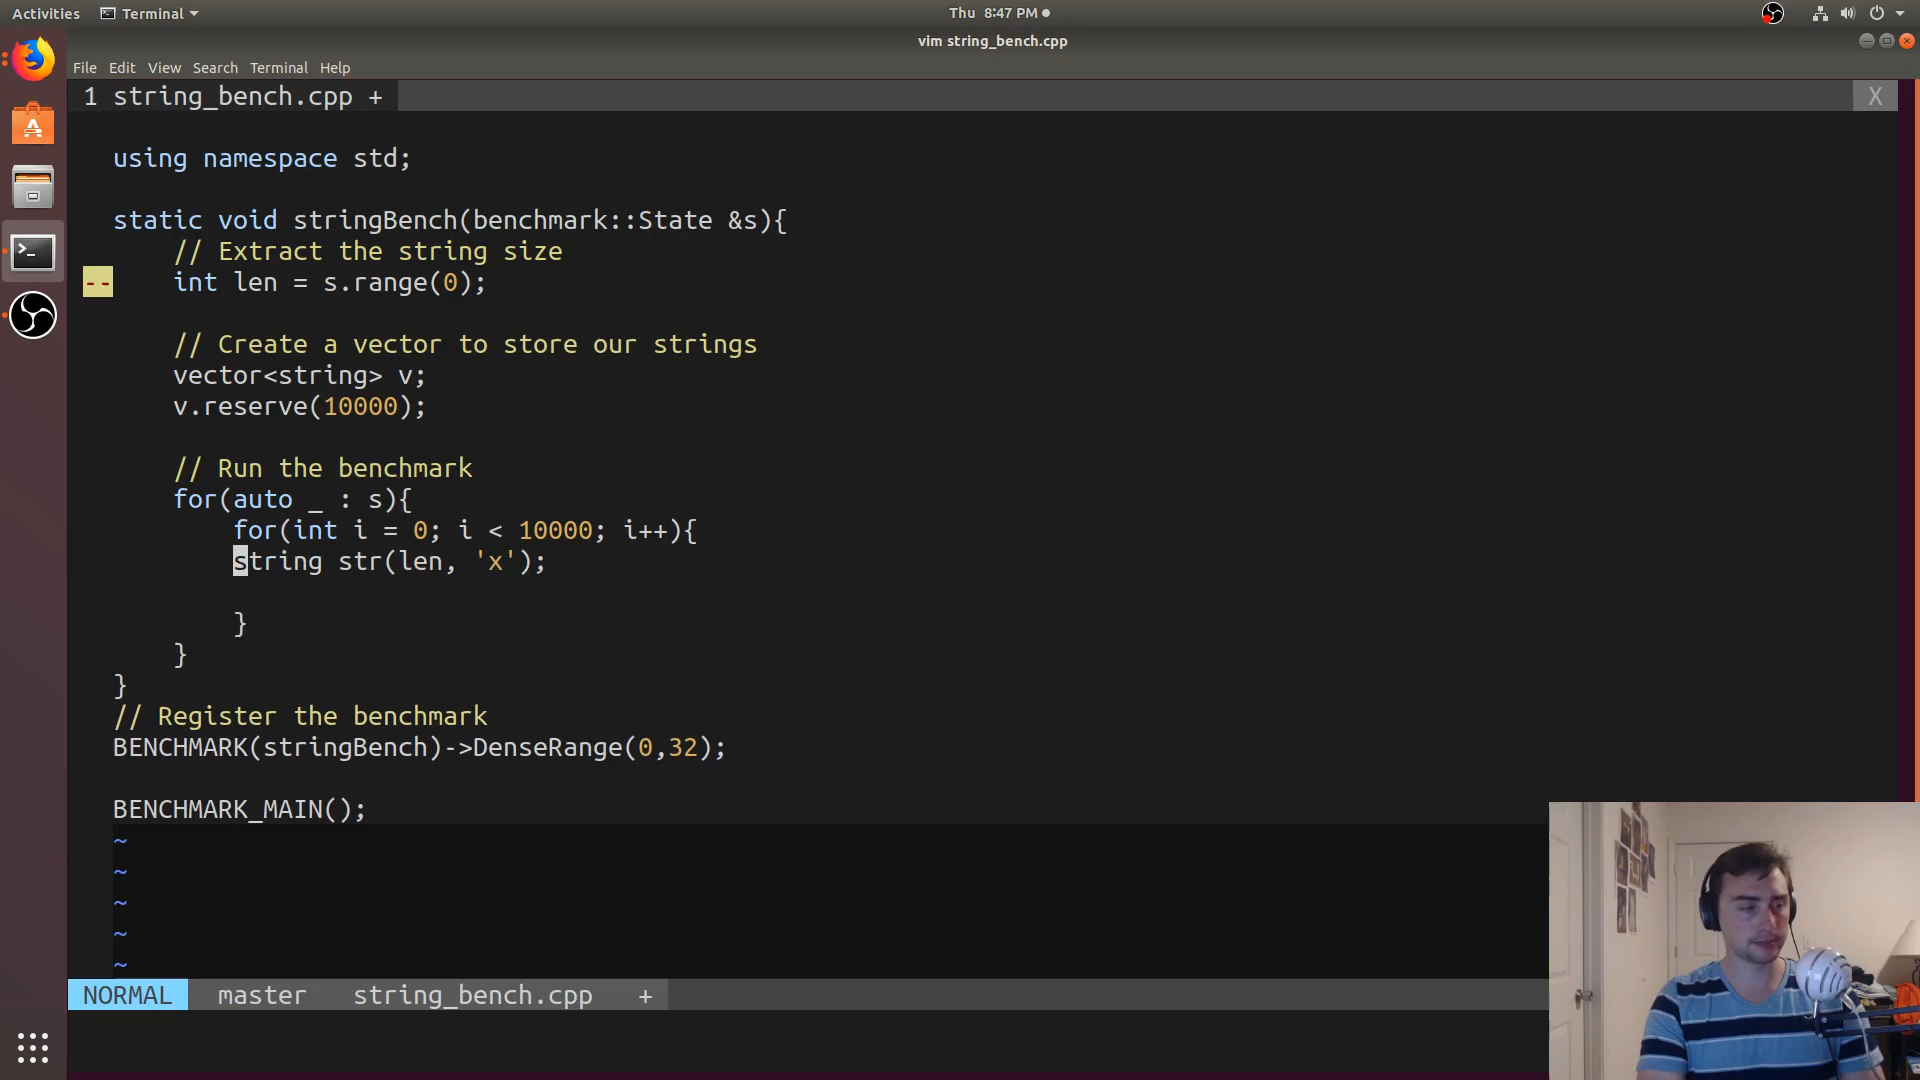 Activities Terminal Thu 8:47 PM
vim string_bench.cpp
File Edit View Search Terminal Help
1 string_bench.cpp + X
using namespace std;
static void stringBench(benchmark::State &s){
// Extract the string size
-- int len = s.range(0);
// Create a vector to store our strings
vector<string> v;
v.reserve(10000);
// Run the benchmark
for(auto _ : s){
for(int i = 0; i < 10000; i++){
string str(len, 'x');
}
}
}
// Register the benchmark
BENCHMARK(stringBench)->DenseRange(0,32);
BENCHMARK_MAIN();
~
~
~
~
~
NORMAL master string_bench.cpp +